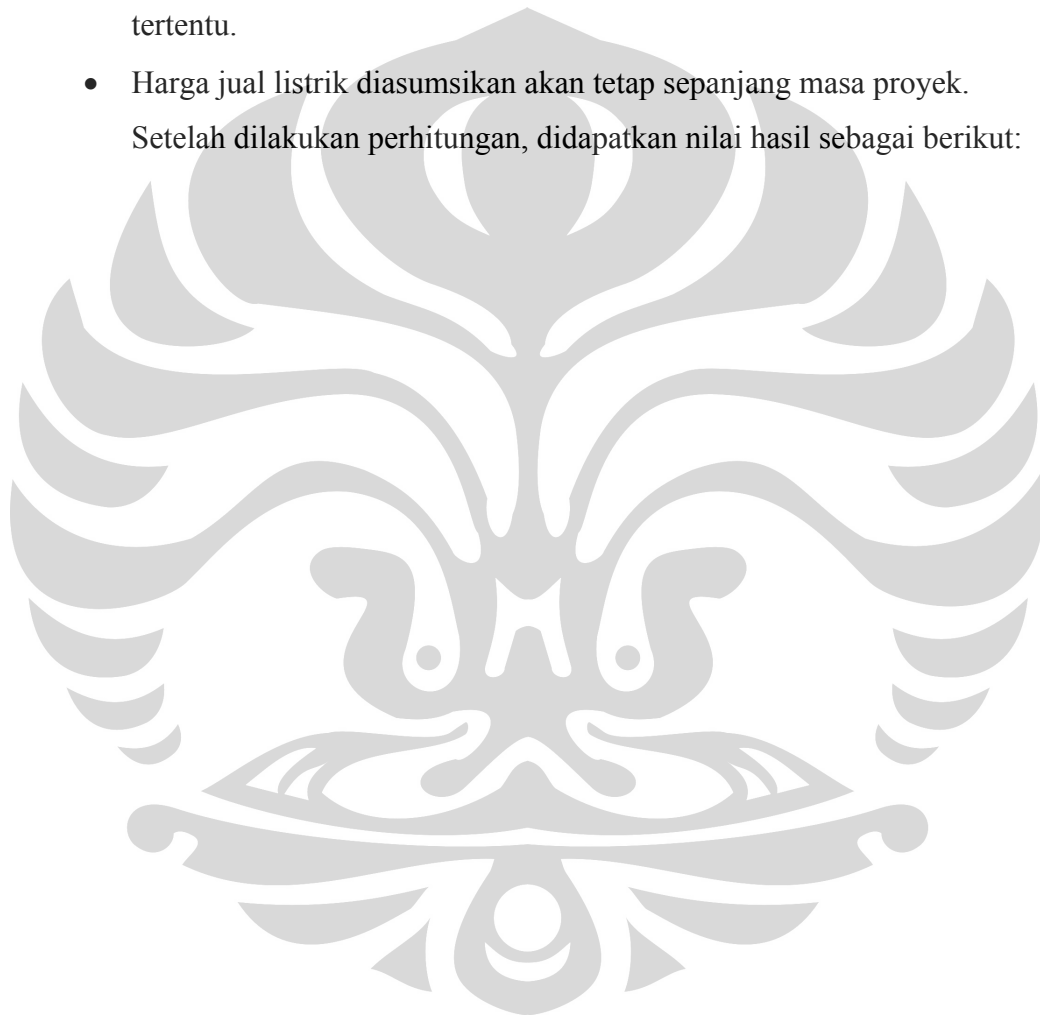 tertentu.
• Harga jual listrik diasumsikan akan tetap sepanjang masa proyek.
Setelah dilakukan perhitungan, didapatkan nilai hasil sebagai berikut: